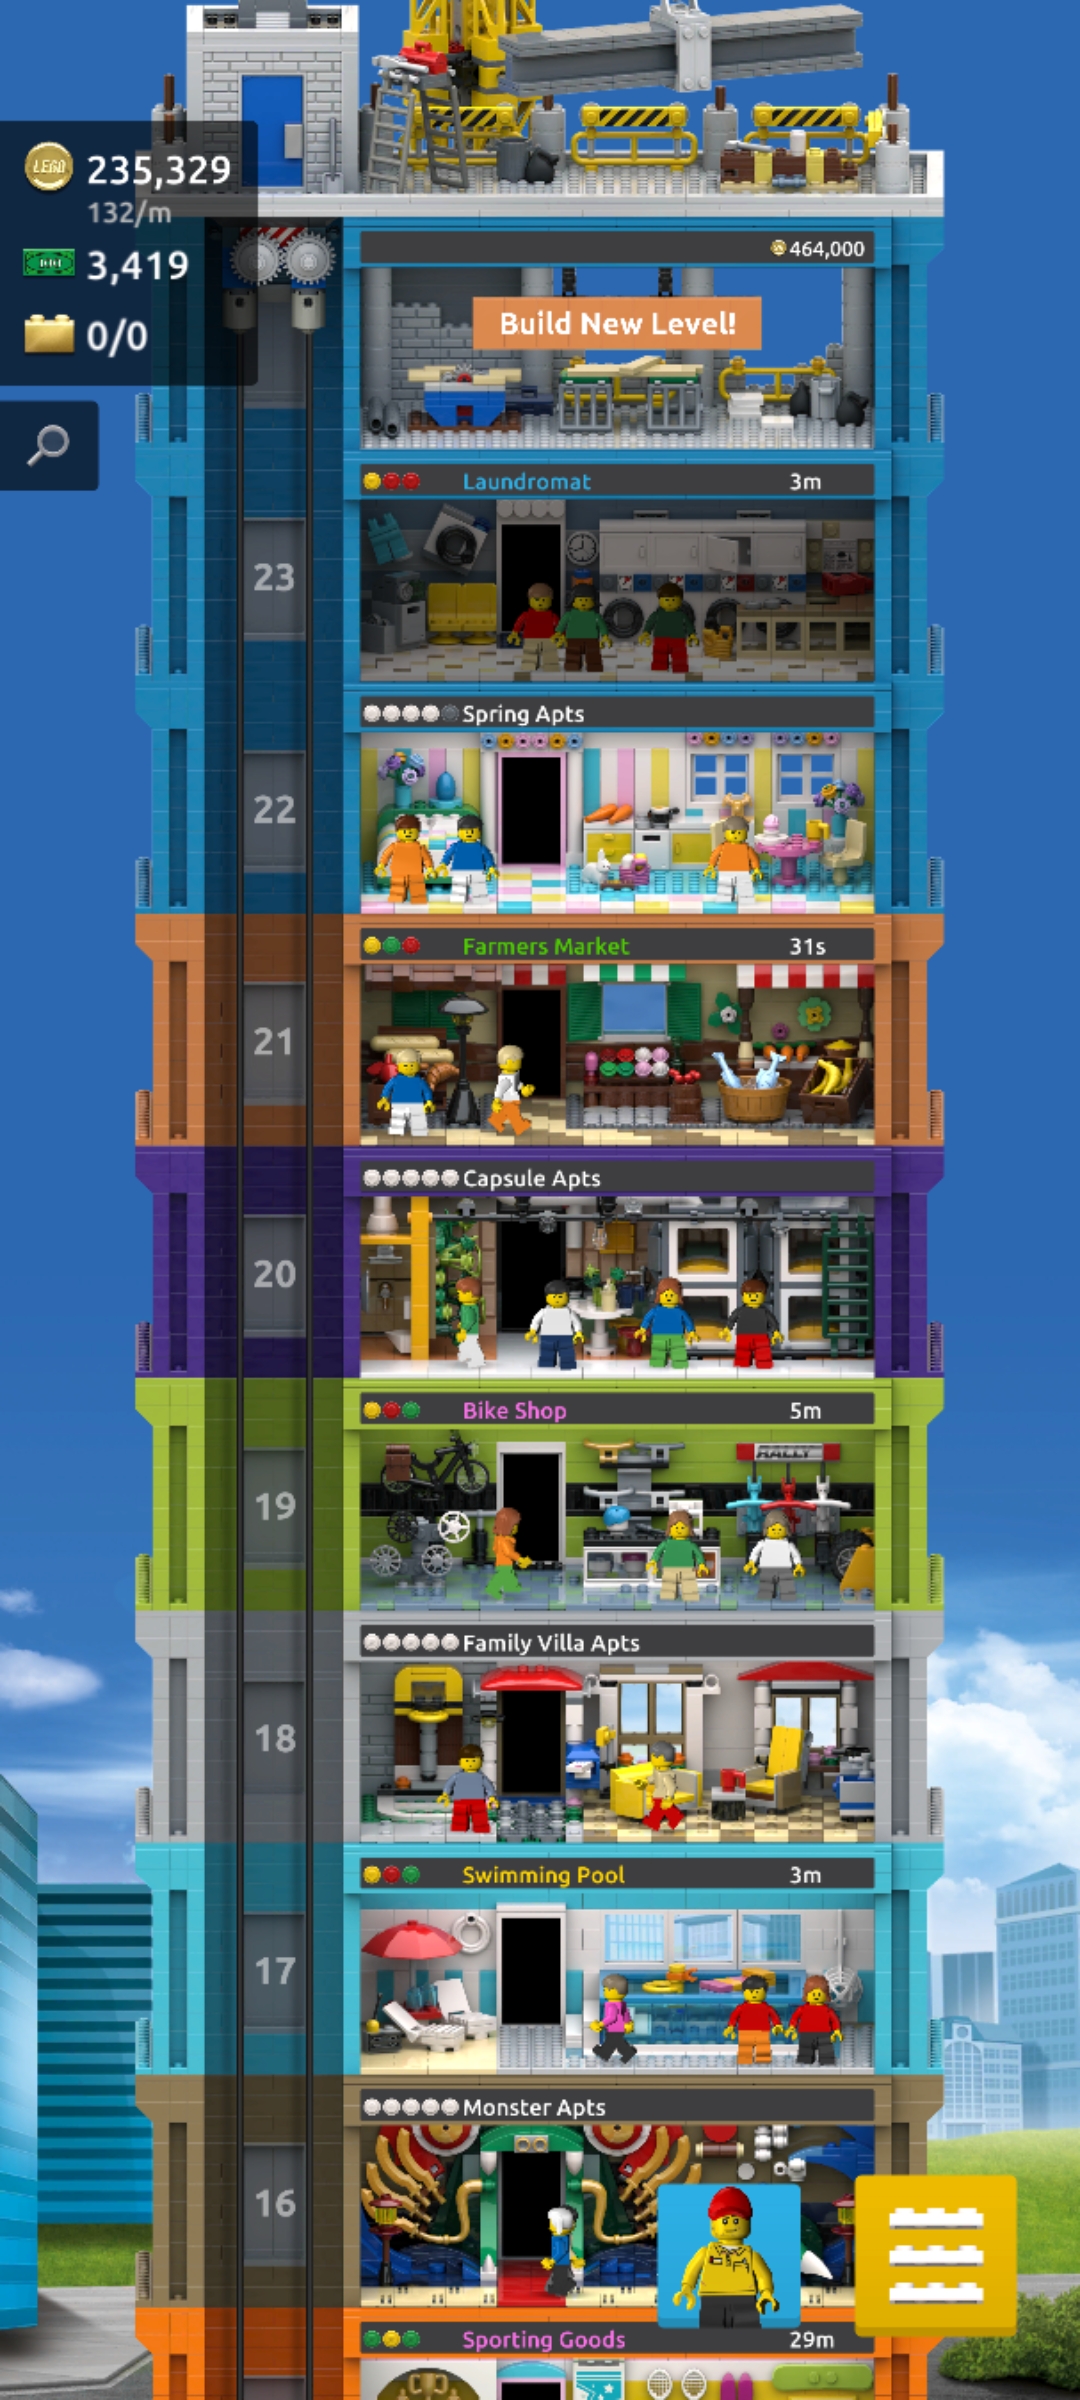 LEGO 235,329
132/m
3,419
0/0
464,000
Build New Level!
Laundromat 3m
23
Spring Apts
22
Farmers Market 31s
21
Capsule Apts
20
Bike Shop 5m
RALLY
19
Family Villa Apts
18
Swimming Pool 3m
17
Monster Apts
16
Sporting Goods 29m